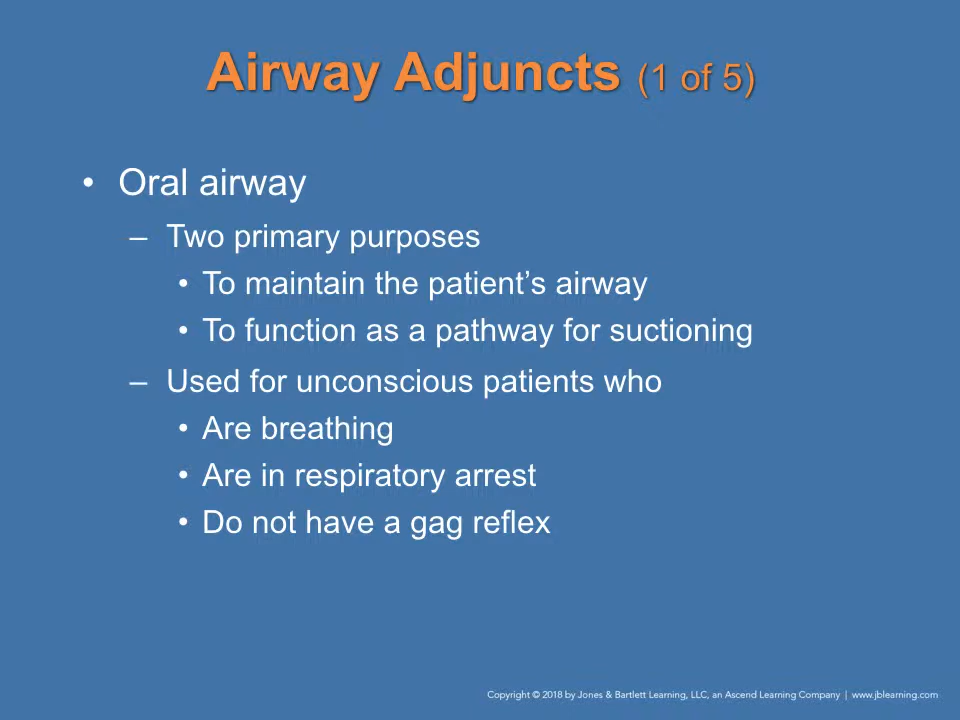 Airway Adjuncts (1 of 5)
• Oral airway
– Two primary purposes
• To maintain the patient’s airway
• To function as a pathway for suctioning
– Used for unconscious patients who
• Are breathing
• Are in respiratory arrest
• Do not have a gag reflex
Copyright © 2018 by Jones & Bartlett Learning, LLC, an Ascend Learning Company | www.jblearning.com